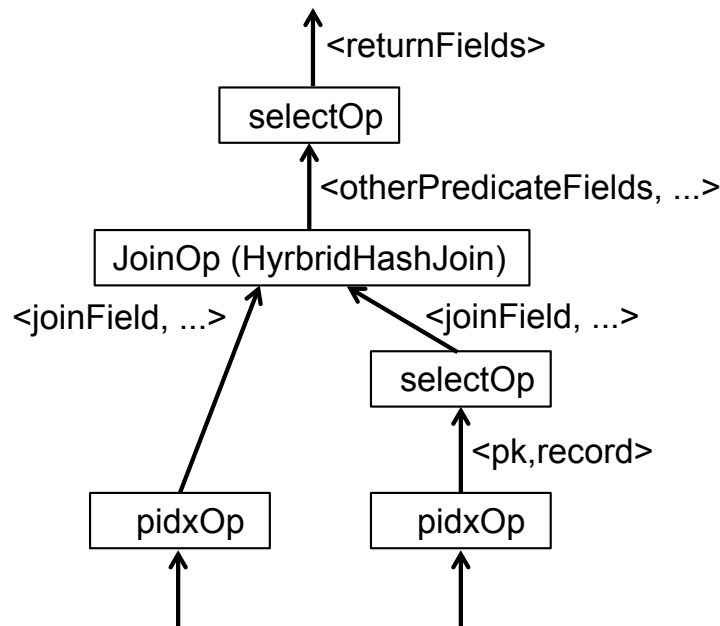 <returnFields>
selectOp
<otherPredicateFields, ...>
JoinOp (HyrbridHashJoin)
<joinField, ...>
<joinField, ...>
selectOp
<pk,record>
pidxOp
pidxOp